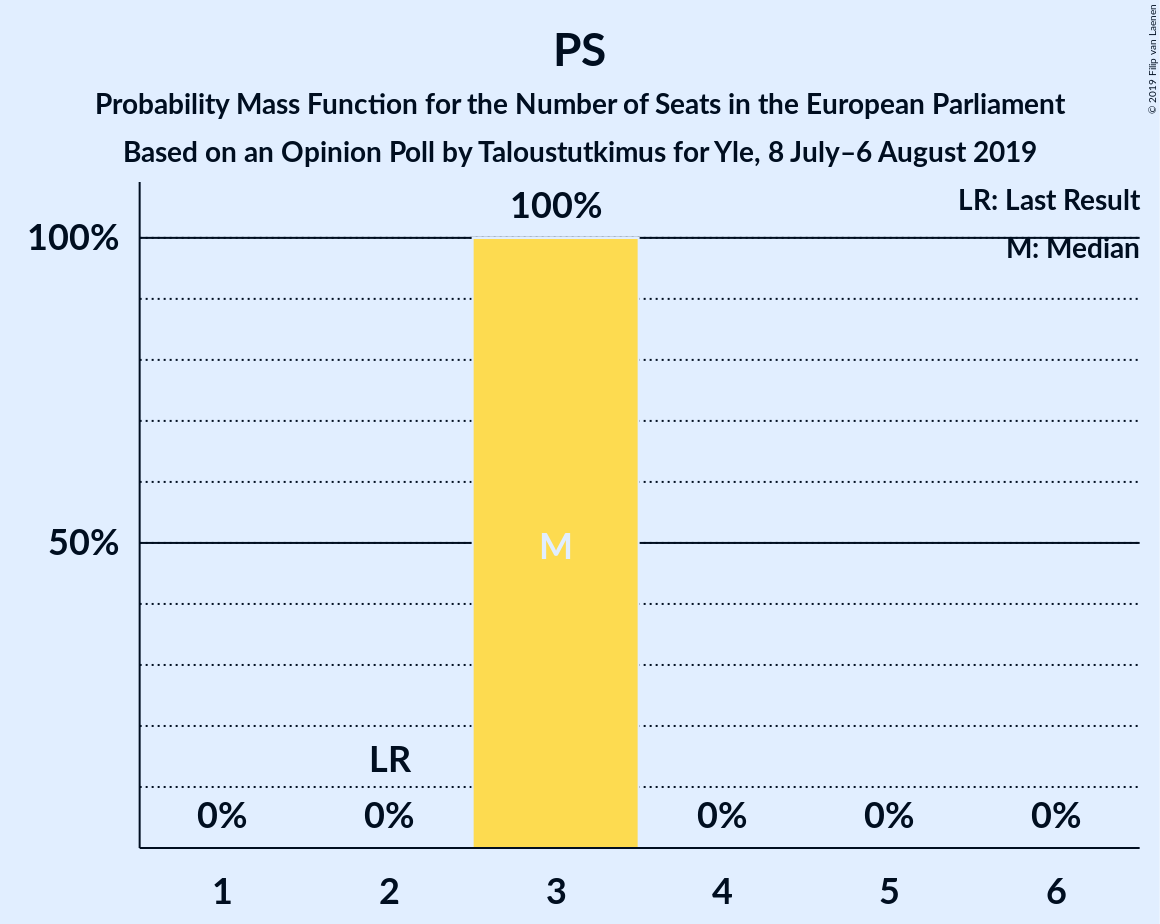 PS
Probability Mass Function for the Number of Seats in the European Parliament
Based on an Opinion Poll by Taloustutkimus for Yle, 8 July–6 August 2019
© 2019 Filip van Laenen
LR: Last Result
M: Median
100%
100%
50%
M
LR
0%
0%
0%
0%
0%
1
2
3
4
5
6